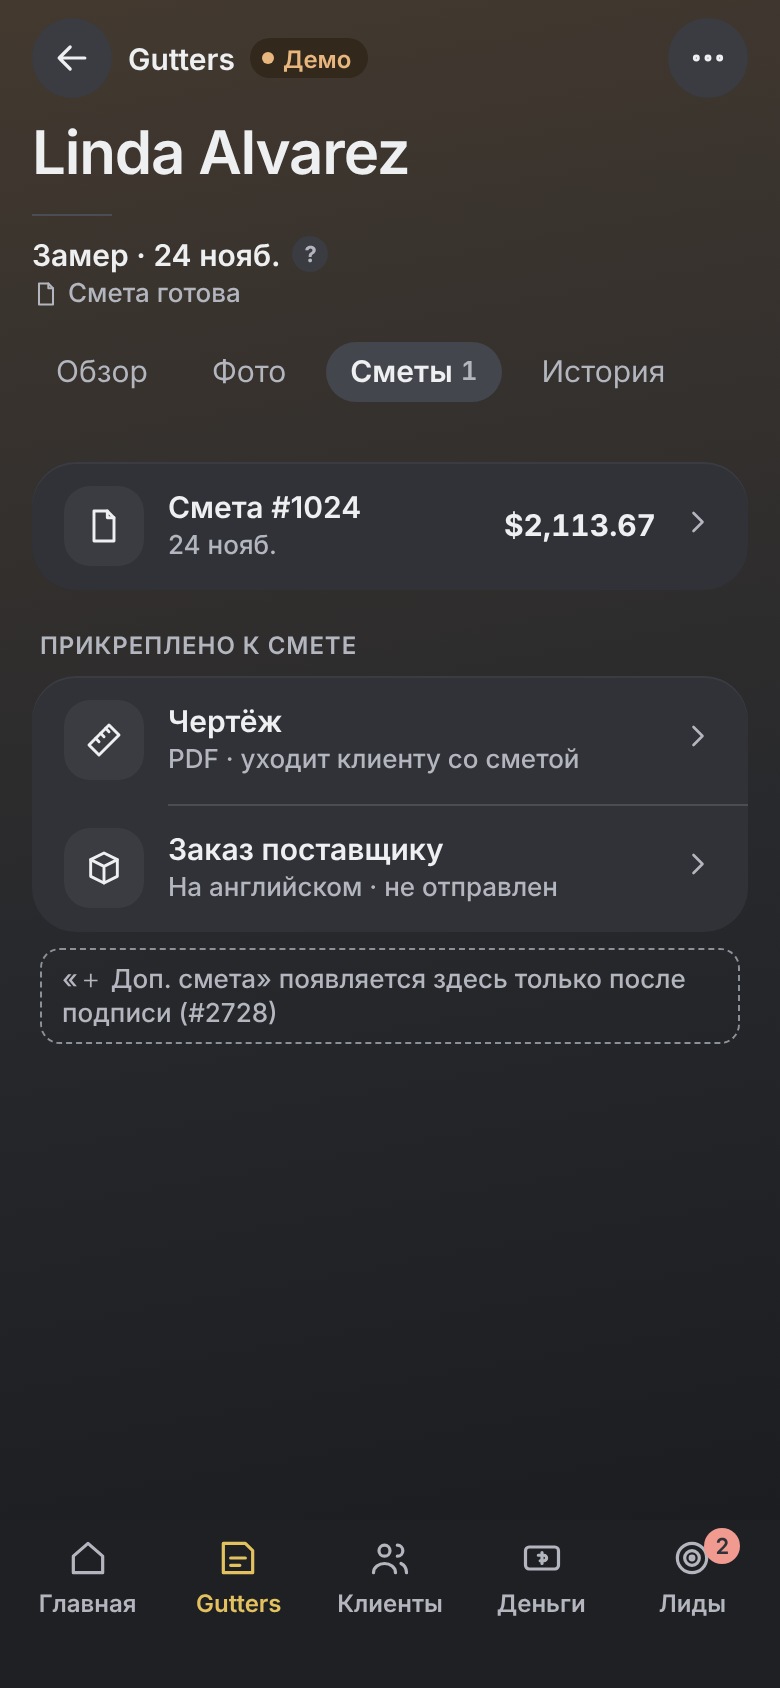 Gutters
Демо
Linda Alvarez
Замер · 24 нояб. ?
Смета готова
Обзор
Фото
Сметы 1
История
Смета #1024
24 нояб.
$2,113.67
ПРИКРЕПЛЕНО К СМЕТЕ
Чертёж
PDF · уходит клиенту со сметой
Заказ поставщику
На английском · не отправлен
«+ Доп. смета» появляется здесь только после
подписи (#2728)
2
Главная
Gutters
Клиенты
Деньги
Лиды